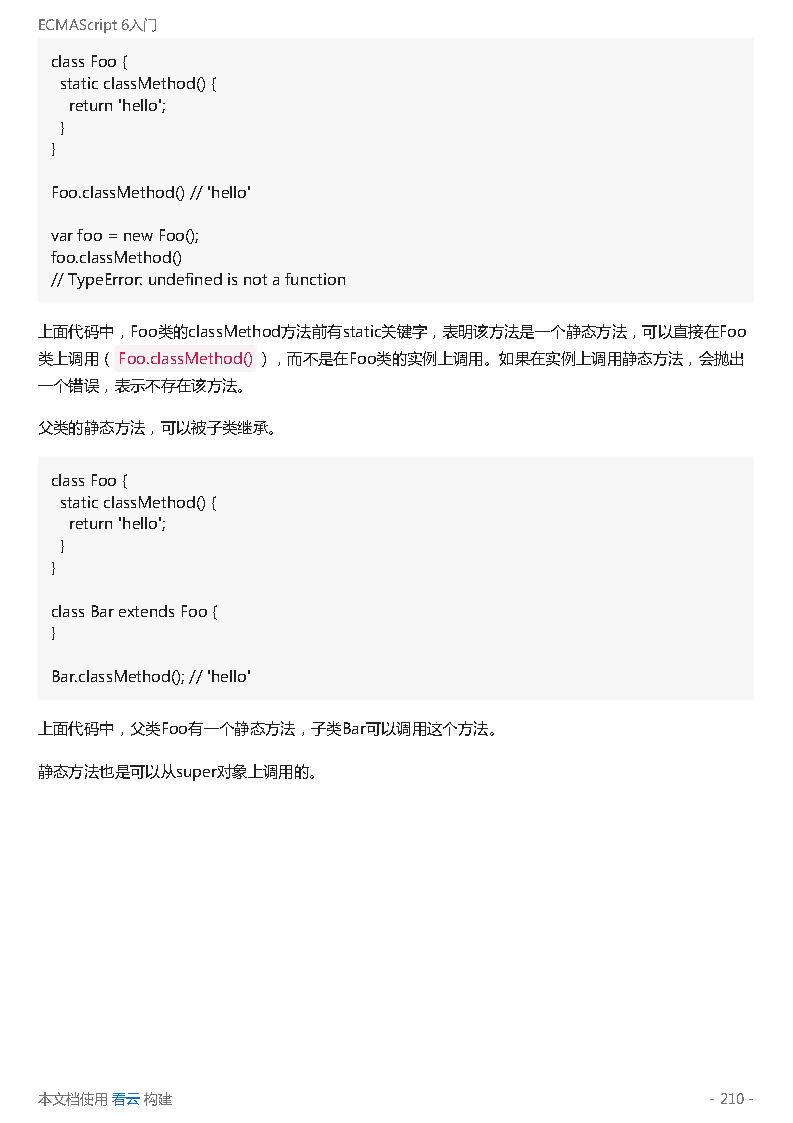 ECMAScript 6入门
class Foo {
  static classMethod() {
    return 'hello';
  }
}

Foo.classMethod() // 'hello'

var foo = new Foo();
foo.classMethod()
// TypeError: undefined is not a function
上面代码中，Foo类的classMethod方法前有static关键字，表明该方法是一个静态方法，可以直接在Foo
类上调用（ Foo.classMethod() ），而不是在Foo类的实例上调用。如果在实例上调用静态方法，会抛出
一个错误，表示不存在该方法。
父类的静态方法，可以被子类继承。
class Foo {
  static classMethod() {
    return 'hello';
  }
}

class Bar extends Foo {
}

Bar.classMethod(); // 'hello'
上面代码中，父类Foo有一个静态方法，子类Bar可以调用这个方法。
静态方法也是可以从super对象上调用的。
本文档使用 看云 构建 - 210 -